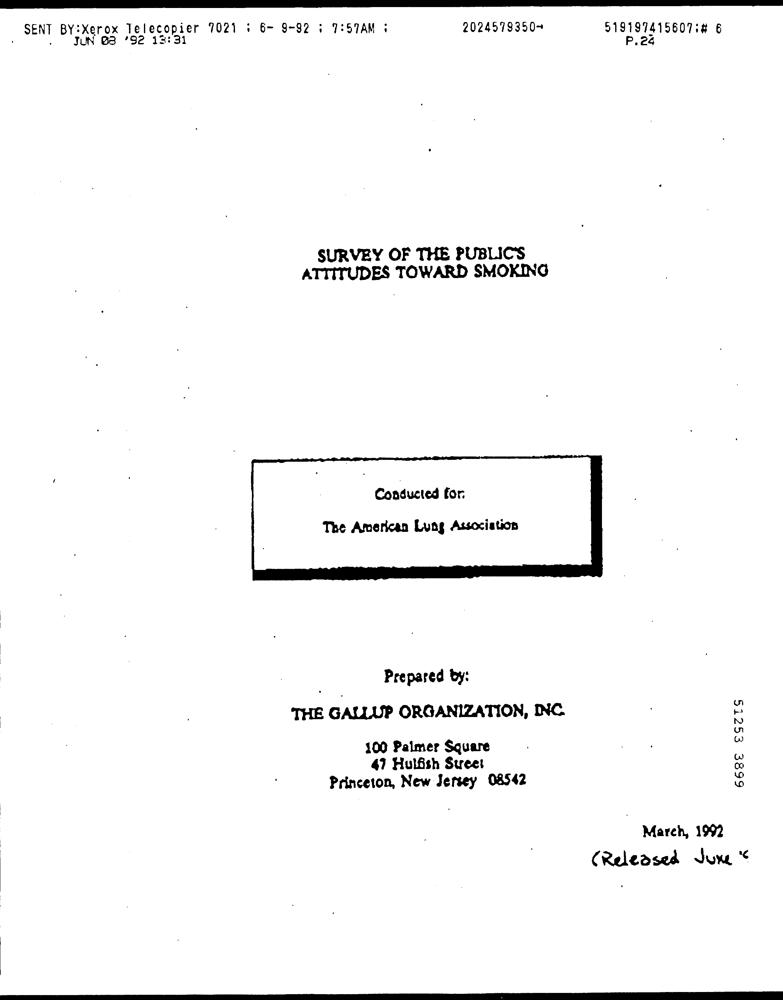 SENT BY:Xerox Telecopier 7021 ; 6- 9-92 ; 7:57AM ; 2024579350→ 519197415607;# 6
JUN 08 '92 13:31 P.24
SURVEY OF THE PUBLIC'S
ATTITUDES TOWARD SMOKING
Conducted for:
The American Lung Association
Prepared by:
THE GALLUP ORGANIZATION, INC.
100 Palmer Square
47 Hulfish Street
Princeton, New Jersey 08542
51253 3899
March, 1992
(Released June